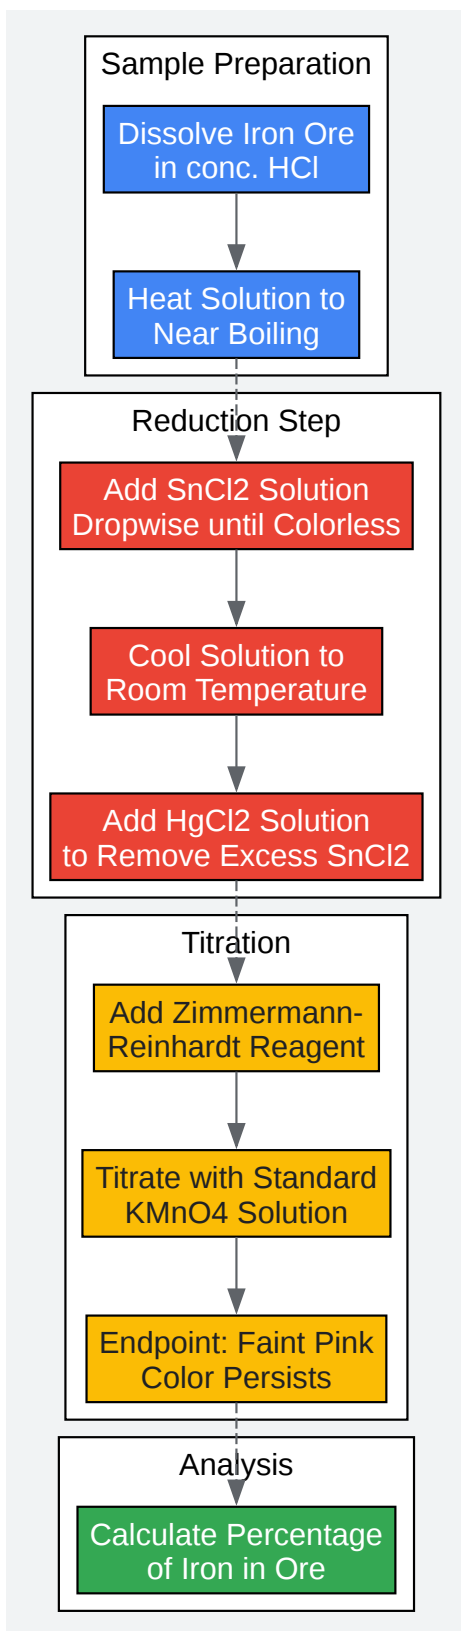 Sample Preparation
Dissolve Iron Ore
in conc. HCl
Heat Solution to
Near Boiling
Reduction Step
Add SnCl2 Solution
Dropwise until Colorless
Cool Solution to
Room Temperature
Add HgCl2 Solution
to Remove Excess SnCl2
Titration
Add Zimmermann-
Reinhardt Reagent
Titrate with Standard
KMnO4 Solution
Endpoint: Faint Pink
Color Persists
Analysis
Calculate Percentage
of Iron in Ore